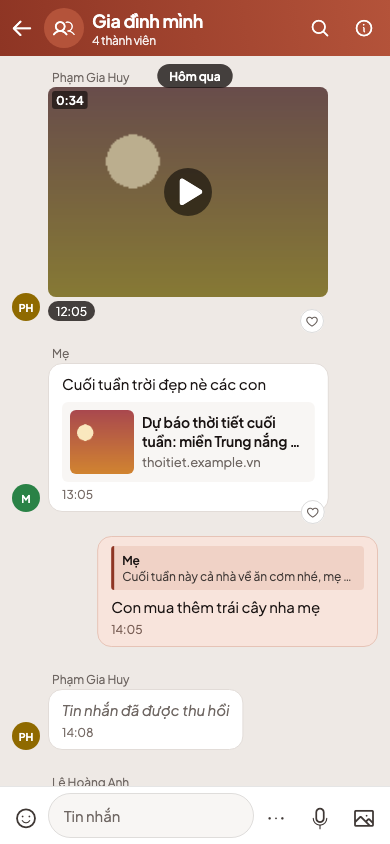 Gia đình mình
4 thành viên
Phạm Gia Huy
Hôm qua
0:34
PH
12:05
Mẹ
Cuối tuần trời đẹp nè các con
Dự báo thời tiết cuối
tuần: miền Trung nắng ...
thoitiet.example.vn
13:05
M
Mẹ
Cuối tuần này cả nhà về ăn cơm nhé, mẹ ...
Con mua thêm trái cây nha mẹ
14:05
Phạm Gia Huy
Tin nhắn đã được thu hồi
14:08
PH
Lê Hoàng Anh
Tin nhắn